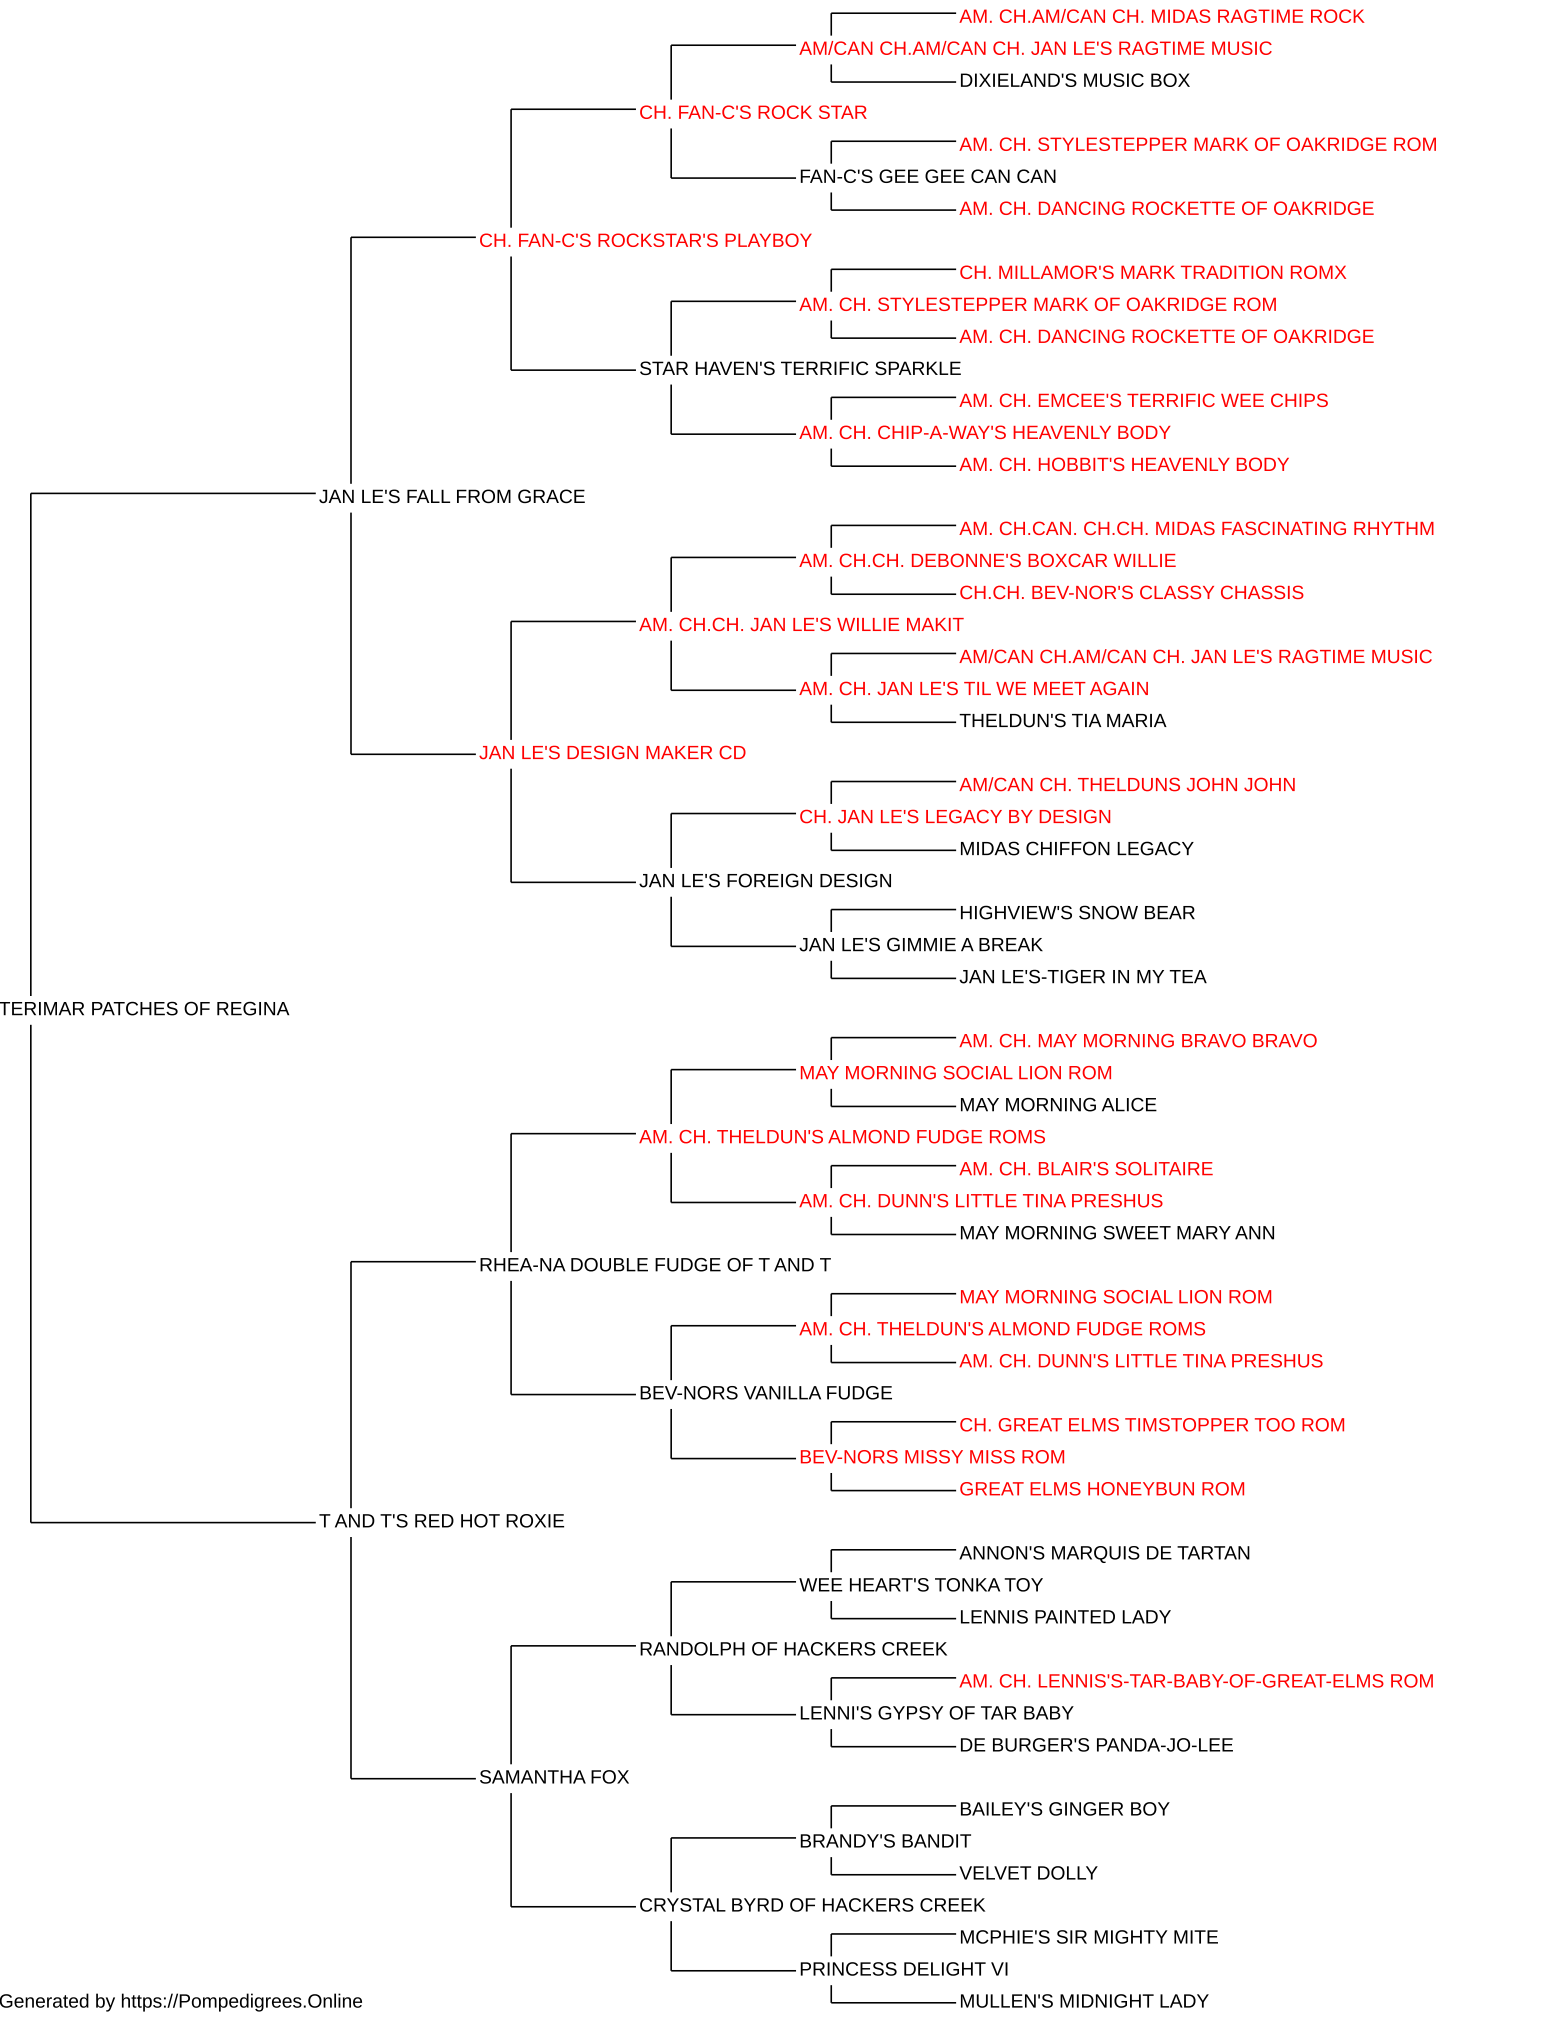 AM. CH.AM/CAN CH. MIDAS RAGTIME ROCK
AM/CAN CH.AM/CAN CH. JAN LE'S RAGTIME MUSIC
DIXIELAND'S MUSIC BOX
CH. FAN-C'S ROCK STAR
AM. CH. STYLESTEPPER MARK OF OAKRIDGE ROM
FAN-C'S GEE GEE CAN CAN
AM. CH. DANCING ROCKETTE OF OAKRIDGE
CH. FAN-C'S ROCKSTAR'S PLAYBOY
CH. MILLAMOR'S MARK TRADITION ROMX
AM. CH. STYLESTEPPER MARK OF OAKRIDGE ROM
AM. CH. DANCING ROCKETTE OF OAKRIDGE
STAR HAVEN'S TERRIFIC SPARKLE
AM. CH. EMCEE'S TERRIFIC WEE CHIPS
AM. CH. CHIP-A-WAY'S HEAVENLY BODY
AM. CH. HOBBIT'S HEAVENLY BODY
JAN LE'S FALL FROM GRACE
AM. CH.CAN. CH.CH. MIDAS FASCINATING RHYTHM
AM. CH.CH. DEBONNE'S BOXCAR WILLIE
CH.CH. BEV-NOR'S CLASSY CHASSIS
AM. CH.CH. JAN LE'S WILLIE MAKIT
AM/CAN CH.AM/CAN CH. JAN LE'S RAGTIME MUSIC
AM. CH. JAN LE'S TIL WE MEET AGAIN
THELDUN'S TIA MARIA
JAN LE'S DESIGN MAKER CD
AM/CAN CH. THELDUNS JOHN JOHN
CH. JAN LE'S LEGACY BY DESIGN
MIDAS CHIFFON LEGACY
JAN LE'S FOREIGN DESIGN
HIGHVIEW'S SNOW BEAR
JAN LE'S GIMMIE A BREAK
JAN LE'S-TIGER IN MY TEA
TERIMAR PATCHES OF REGINA
AM. CH. MAY MORNING BRAVO BRAVO
MAY MORNING SOCIAL LION ROM
MAY MORNING ALICE
AM. CH. THELDUN'S ALMOND FUDGE ROMS
AM. CH. BLAIR'S SOLITAIRE
AM. CH. DUNN'S LITTLE TINA PRESHUS
MAY MORNING SWEET MARY ANN
RHEA-NA DOUBLE FUDGE OF T AND T
MAY MORNING SOCIAL LION ROM
AM. CH. THELDUN'S ALMOND FUDGE ROMS
AM. CH. DUNN'S LITTLE TINA PRESHUS
BEV-NORS VANILLA FUDGE
CH. GREAT ELMS TIMSTOPPER TOO ROM
BEV-NORS MISSY MISS ROM
GREAT ELMS HONEYBUN ROM
T AND T'S RED HOT ROXIE
ANNON'S MARQUIS DE TARTAN
WEE HEART'S TONKA TOY
LENNIS PAINTED LADY
RANDOLPH OF HACKERS CREEK
AM. CH. LENNIS'S-TAR-BABY-OF-GREAT-ELMS ROM
LENNI'S GYPSY OF TAR BABY
DE BURGER'S PANDA-JO-LEE
SAMANTHA FOX
BAILEY'S GINGER BOY
BRANDY'S BANDIT
VELVET DOLLY
CRYSTAL BYRD OF HACKERS CREEK
MCPHIE'S SIR MIGHTY MITE
PRINCESS DELIGHT VI
MULLEN'S MIDNIGHT LADY
Generated by https://Pompedigrees.Online